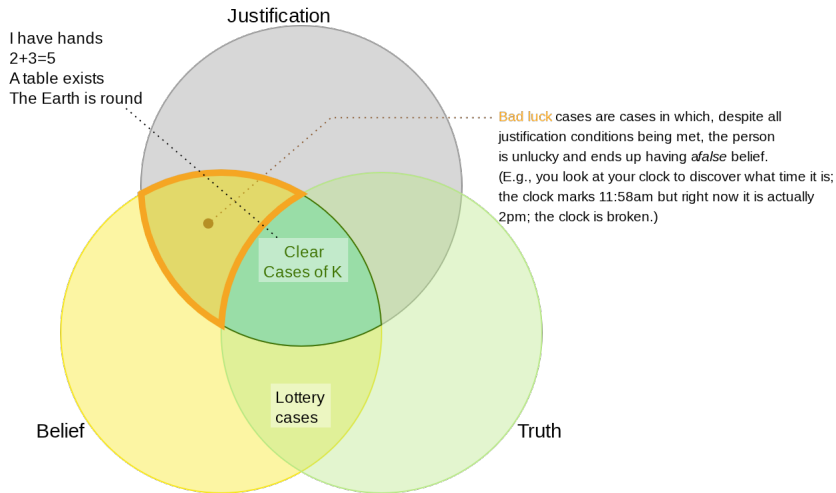 Justification
I have hands
2+3=5
A table exists
The Earth is round
Bad luck cases are cases in which, despite all
justification conditions being met, the person
is unlucky and ends up having a false belief.
(E.g., you look at your clock to discover what time it is;
the clock marks 11:58am but right now it is actually
2pm; the clock is broken.)
Clear
Cases of K
Lottery
cases
Belief
Truth